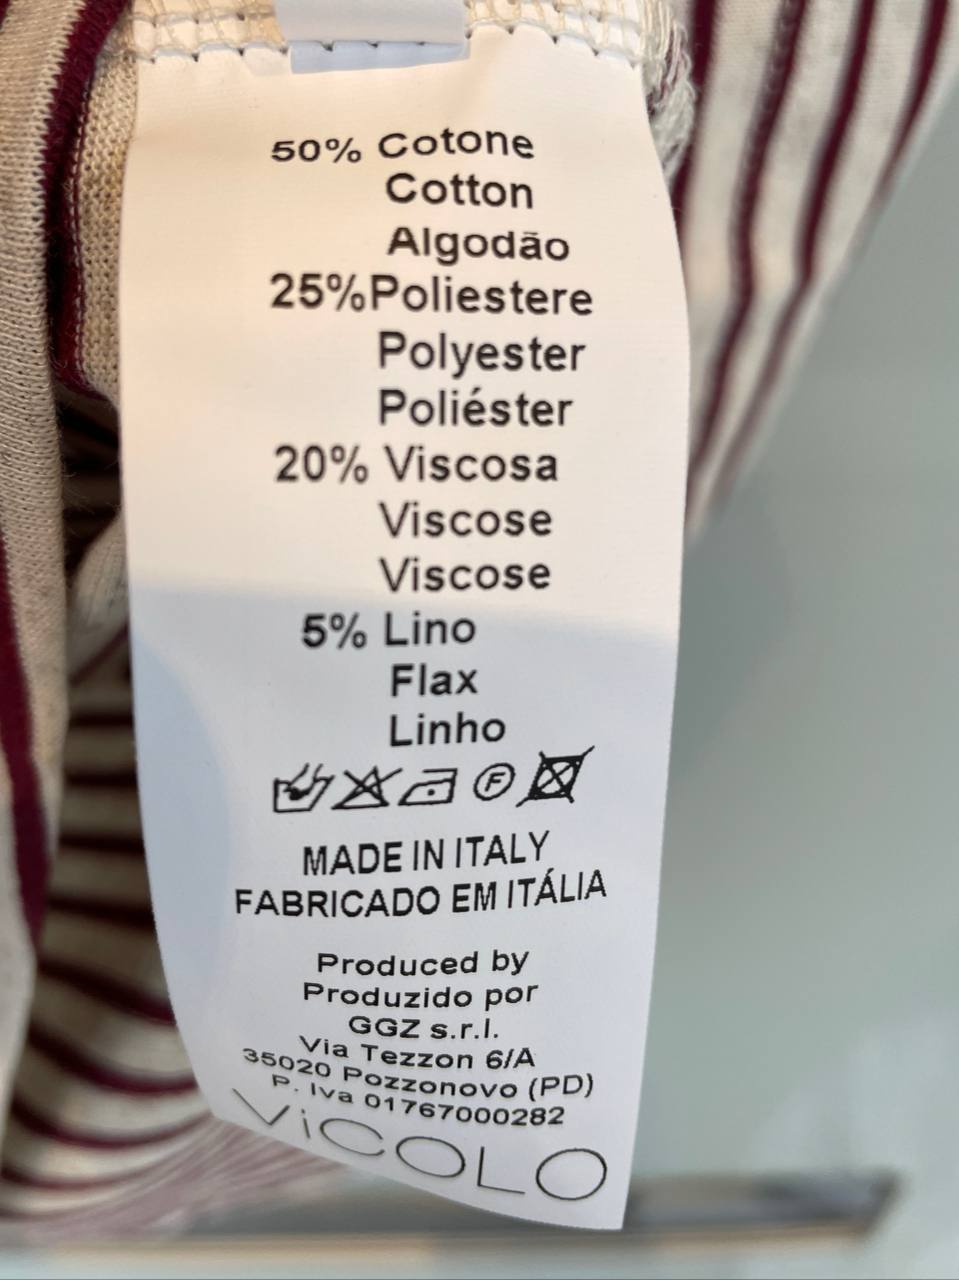 50% Cotone
Cotton
Algodão
25%Poliestere
Polyester
Poliéster
20% Viscosa
Viscose
Viscose
5% Lino
Flax
Linho
F
MADE IN ITALY
FABRICADO EM ITÁLIA
Produced by
Produzido por
GGZ s.r.l.
Via Tezzon 6/A
35020 Pozzonovo (PD)
P. Iva 01767000282
ViCOLO